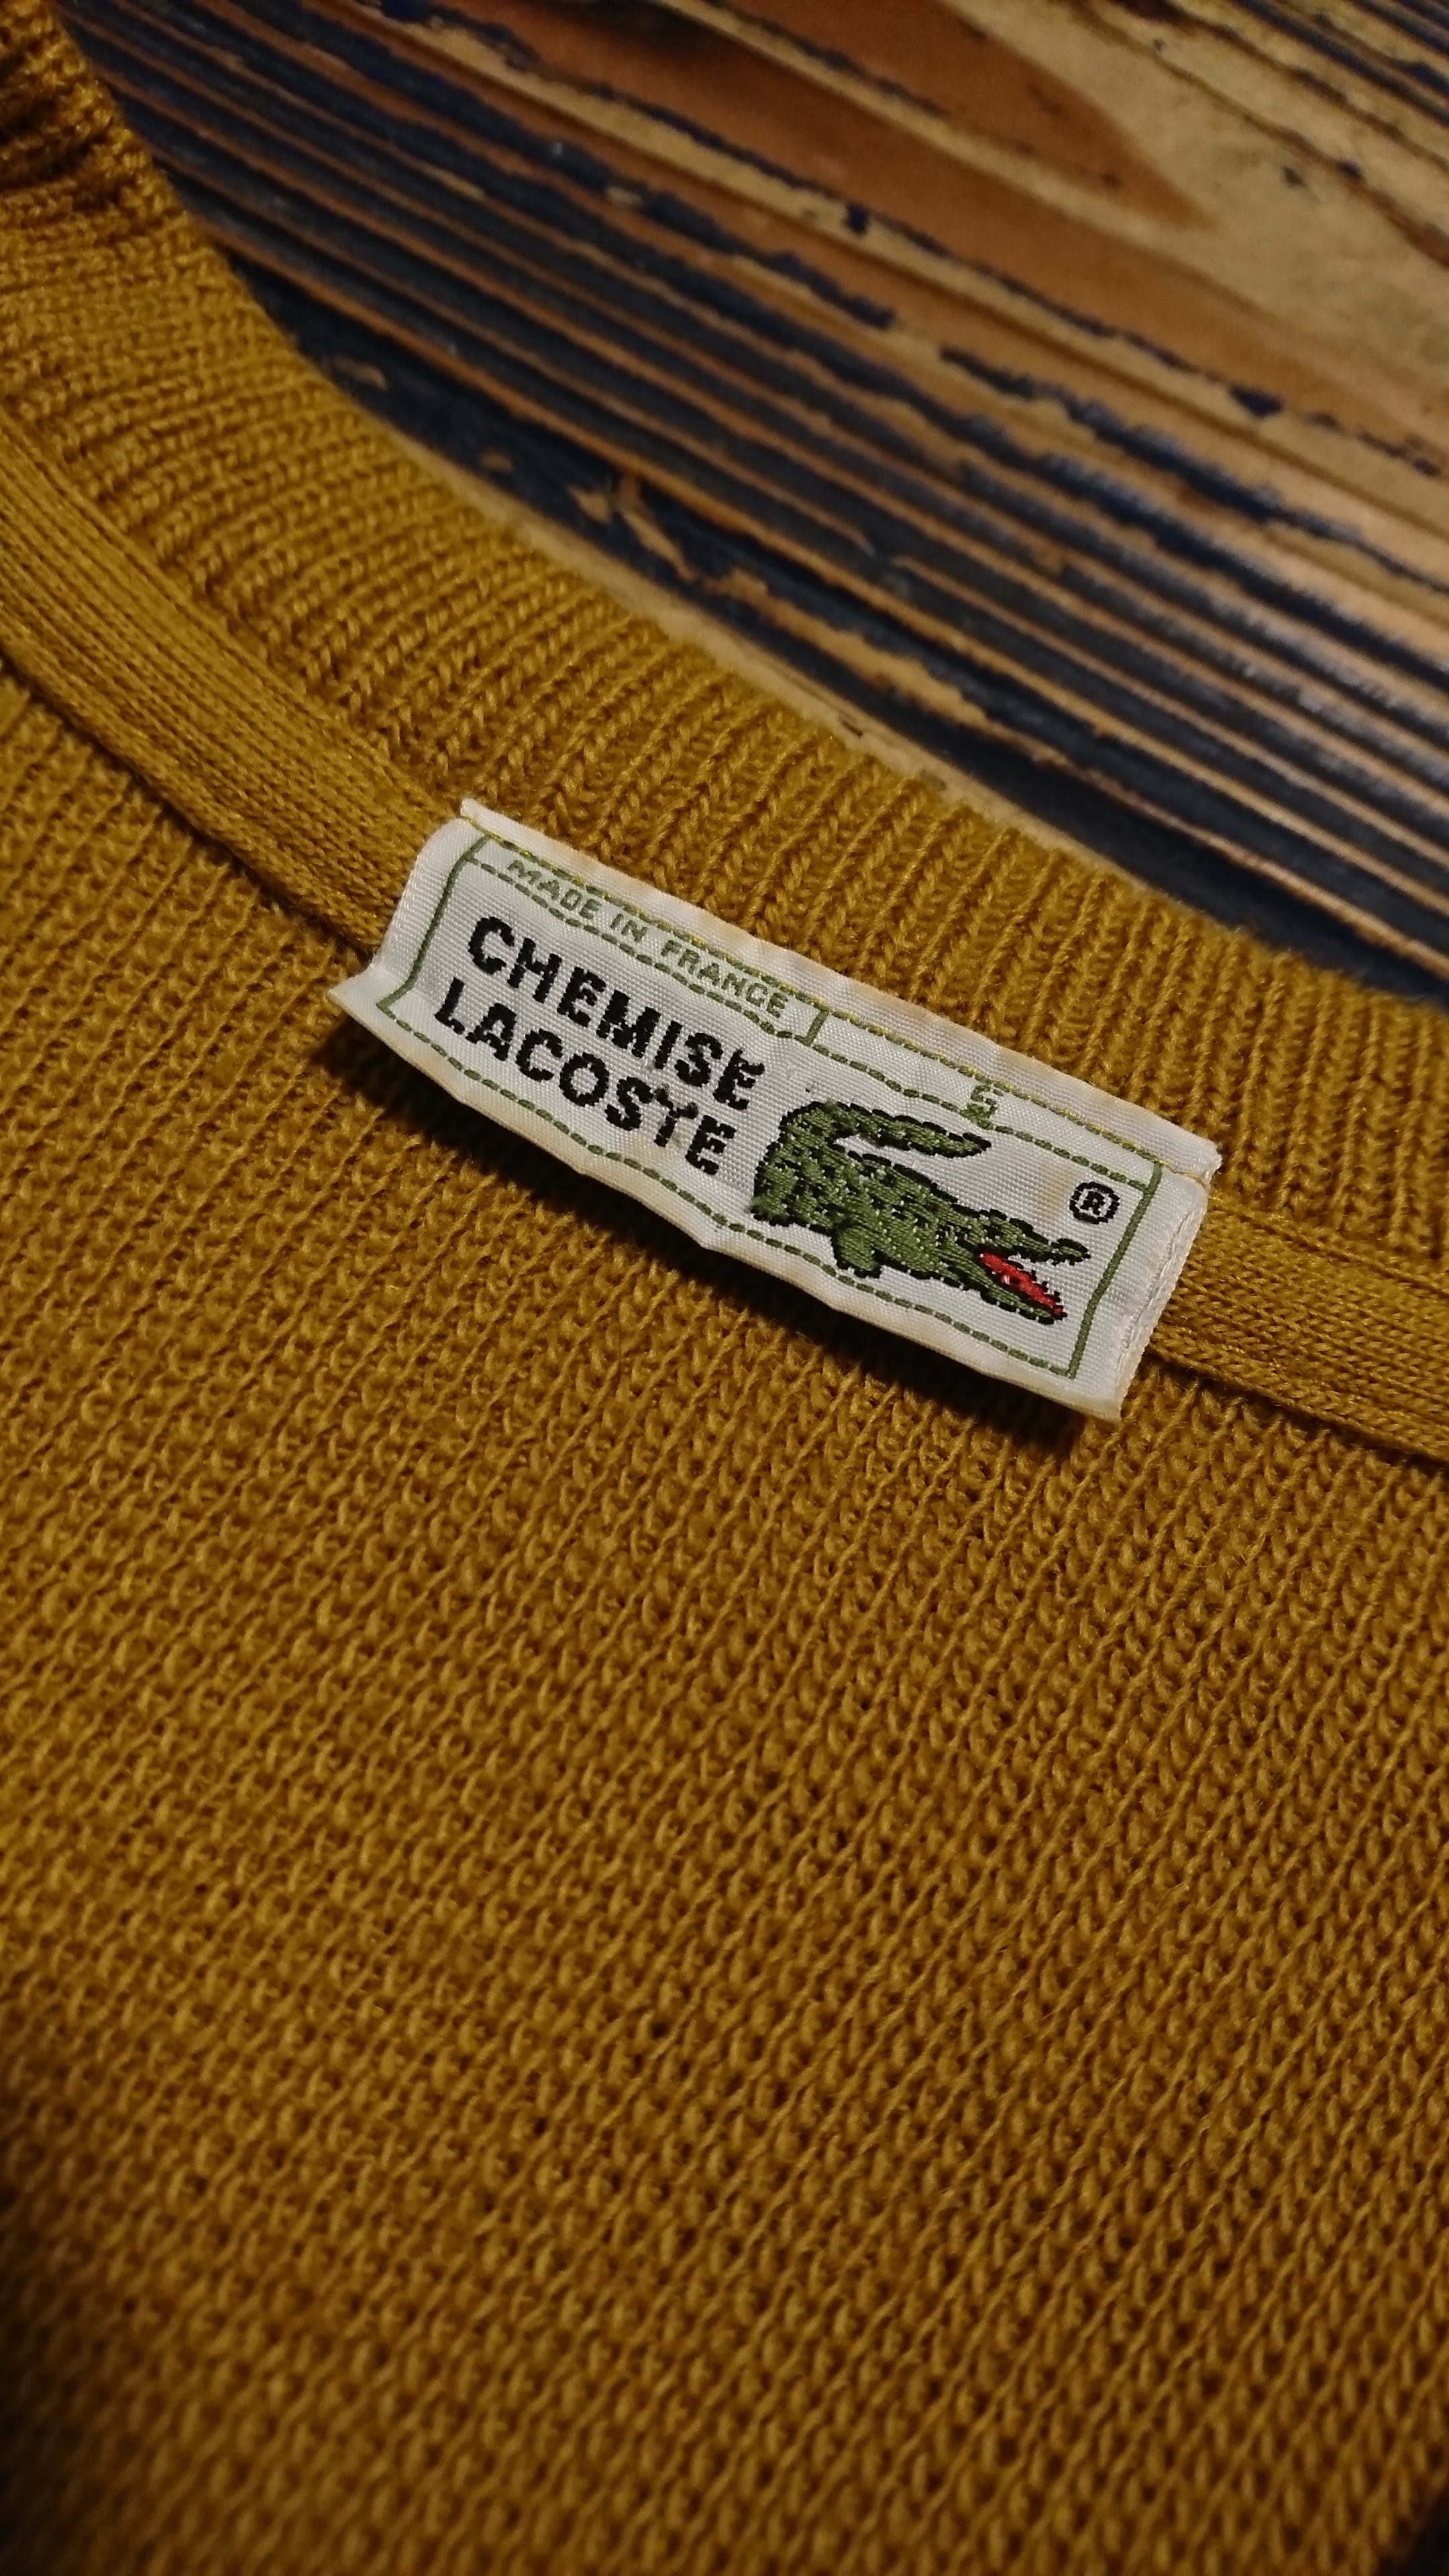 MADE IN FRANCE
5
CHEMISE
LACOSTE
®